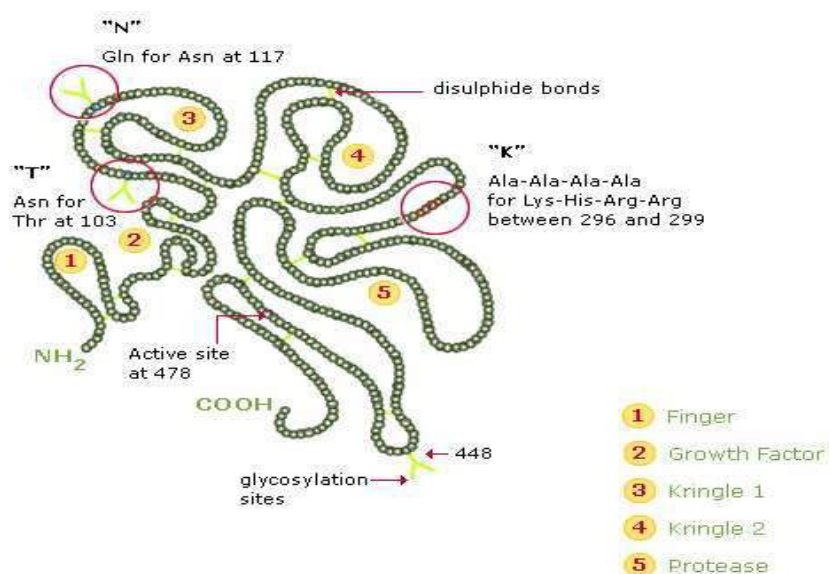 "N"
Gln for Asn at 117
disulphide bonds
3
4
"K"
Ala-Ala-Ala-Ala
for Lys-His-Arg-Arg
between 296 and 299
"T"
Asn for
Thr at 103
2
1
5
NH2
Active site
at 478
COOH
448
glycosylation
sites
1 Finger
2 Growth Factor
3 Kringle 1
4 Kringle 2
5 Protease